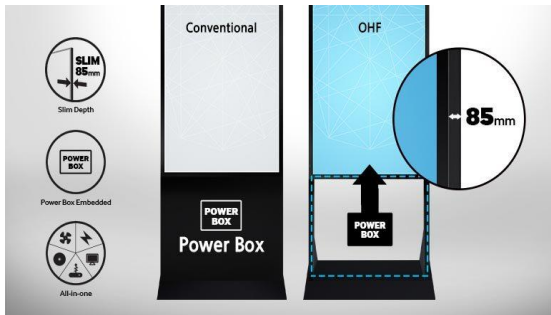 SLIM
85mm
Slim Depth
POWER
BOX
Power Box Embedded
All-in-one
Conventional
POWER
BOX
Power Box
OHF
POWER
BOX
85mm